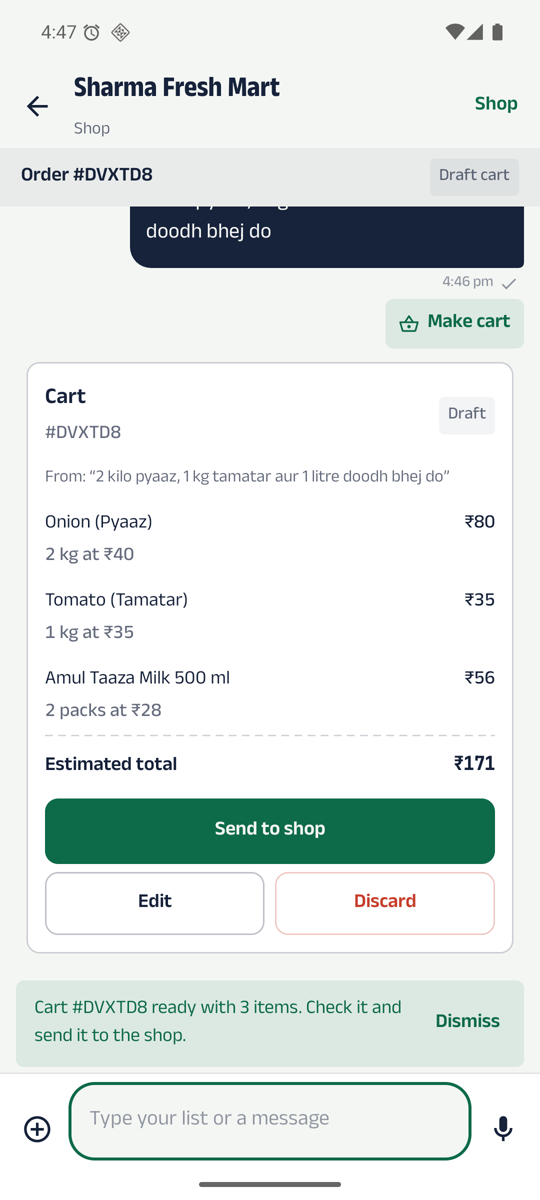 4:47
Sharma Fresh Mart
Shop
Shop
Order #DVXTD8
Draft cart
doodh bhej do
4:46 pm
Make cart
Cart
Draft
#DVXTD8
From: “2 kilo pyaaz, 1 kg tamatar aur 1 litre doodh bhej do”
Onion (Pyaaz)
₹80
2 kg at ₹40
Tomato (Tamatar)
₹35
1 kg at ₹35
Amul Taaza Milk 500 ml
₹56
2 packs at ₹28
Estimated total
₹171
Send to shop
Edit
Discard
Cart #DVXTD8 ready with 3 items. Check it and
send it to the shop.
Dismiss
Type your list or a message